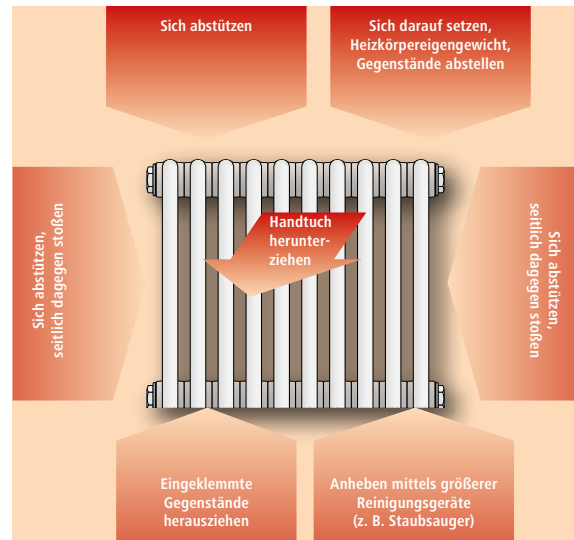 Sich abstützen
Sich darauf setzen,
Heizkörpereigengewicht,
Gegenstände abstellen
Sich abstützen,
seitlich dagegen stoßen
Handtuch
herunter-
ziehen
Sich abstützen,
seitlich dagegen stoßen
Eingeklemmte
Gegenstände
herausziehen
Anheben mittels größerer
Reinigungsgeräte
(z. B. Staubsauger)